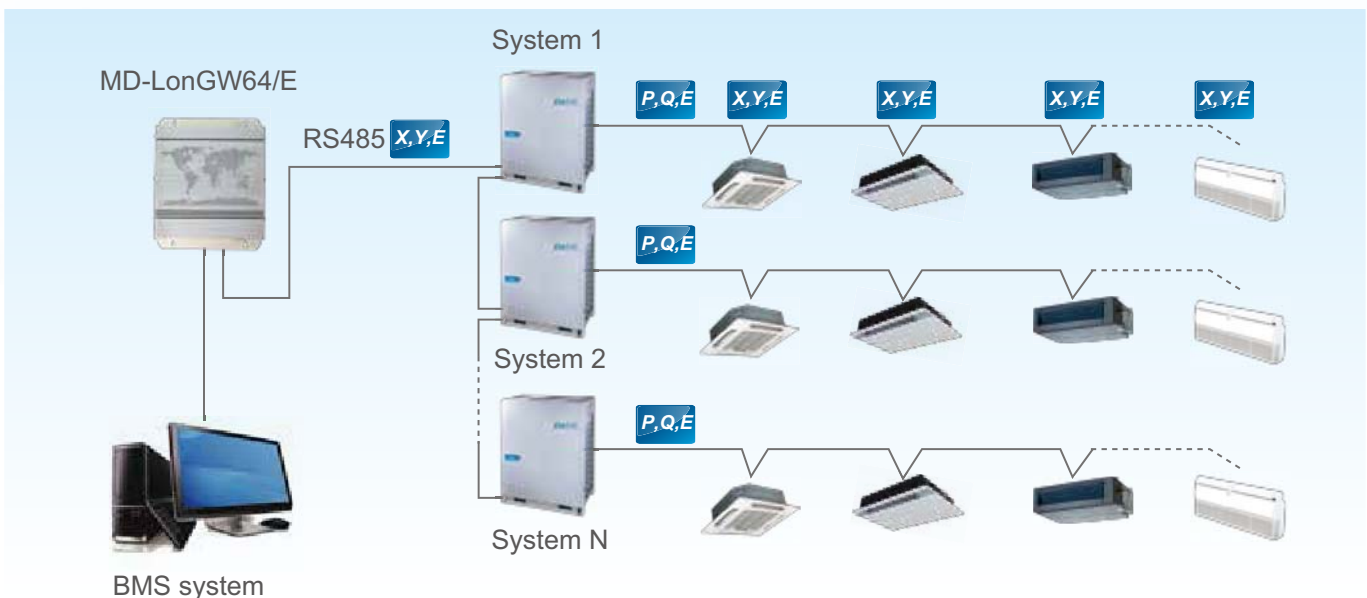 System 1
MD-LonGW64/E
P,Q,E X,Y,E X,Y,E X,Y,E X,Y,E
RS485 X,Y,E
P,Q,E
System 2
P,Q,E
System N
BMS system